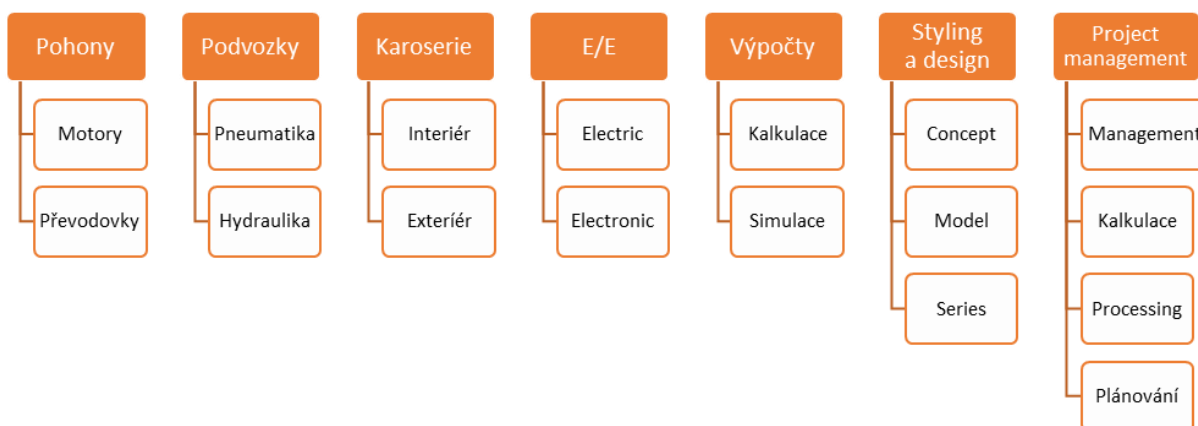 Pohony
Motory
Převodovky
Podvozky
Pneumatika
Hydraulika
Karoserie
Interiér
Exteríér
E/E
Electric
Electronic
Výpočty
Kalkulace
Simulace
Styling
a design
Concept
Model
Series
Project
management
Management
Kalkulace
Processing
Plánování